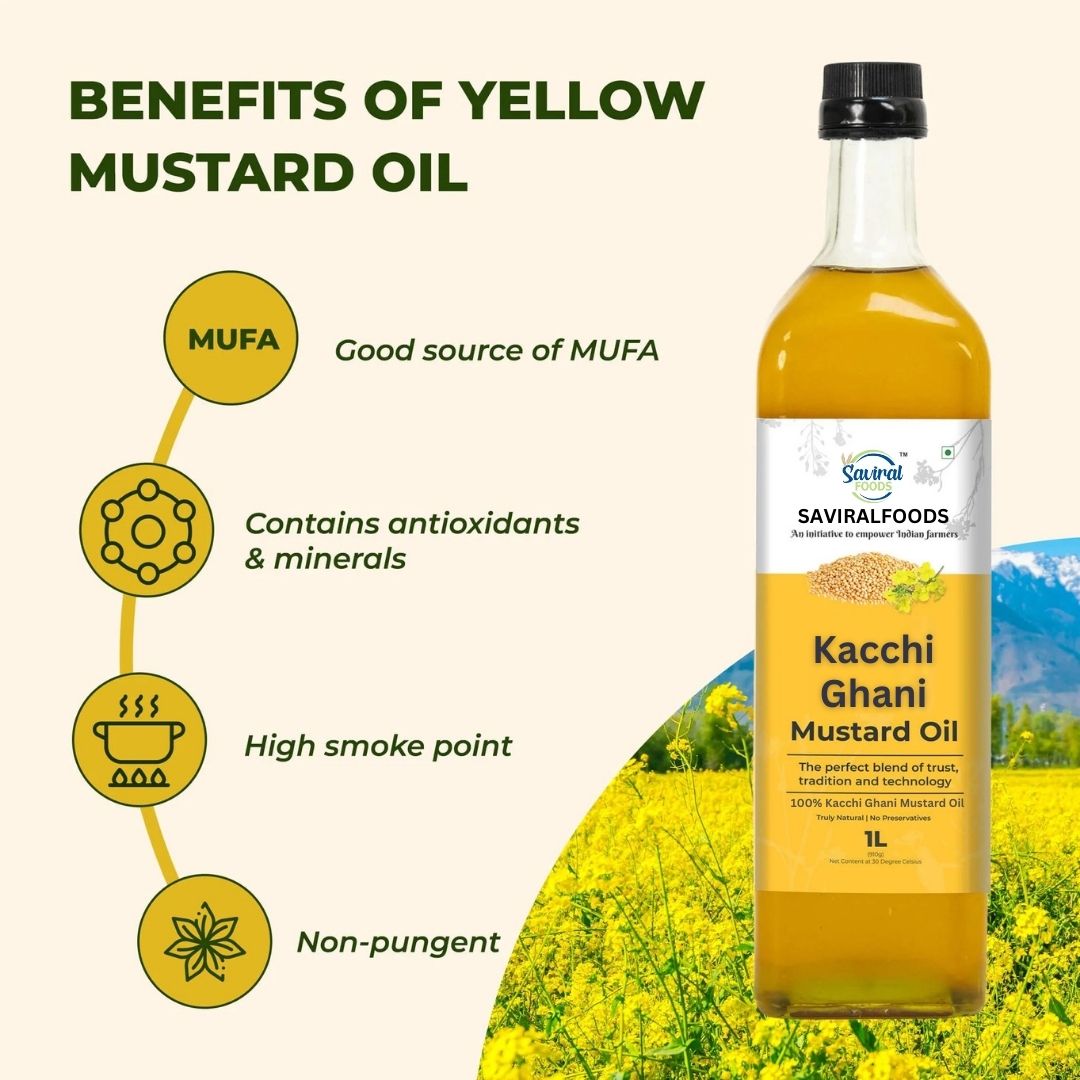 BENEFITS OF YELLOW
MUSTARD OIL
MUFA
Good source of MUFA
Contains antioxidants
& minerals
High smoke point
Non-pungent
Saviral
FOODS
TM
SAVIRALFOODS
An initiative to empower Indian farmers
Kacchi
Ghani
Mustard Oil
The perfect blend of trust,
tradition and technology
100% Kacchi Ghani Mustard Oil
Truly Natural | No Preservatives
1L
(910g)
Net Content at 30 Degree Celsius